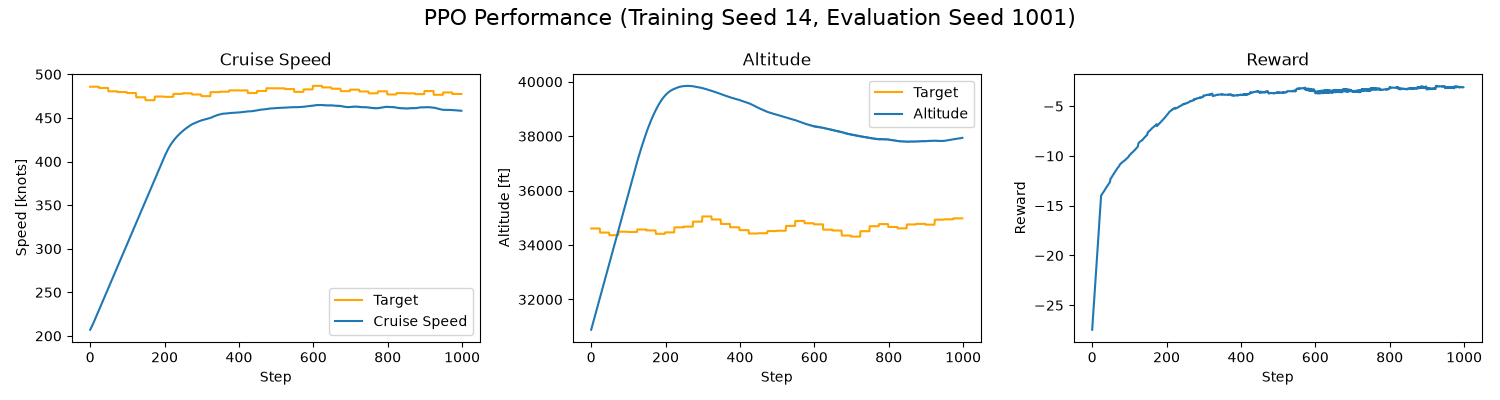 PPO Performance (Training Seed 14, Evaluation Seed 1001)
Cruise Speed
500
450
400
350
300
250
200
Speed [knots]
Target
Cruise Speed
0 200 400 600 800 1000
Step
Altitude
40000
38000
36000
34000
32000
Altitude [ft]
Target
Altitude
0 200 400 600 800 1000
Step
Reward
−5
−10
−15
−20
−25
Reward
0 200 400 600 800 1000
Step